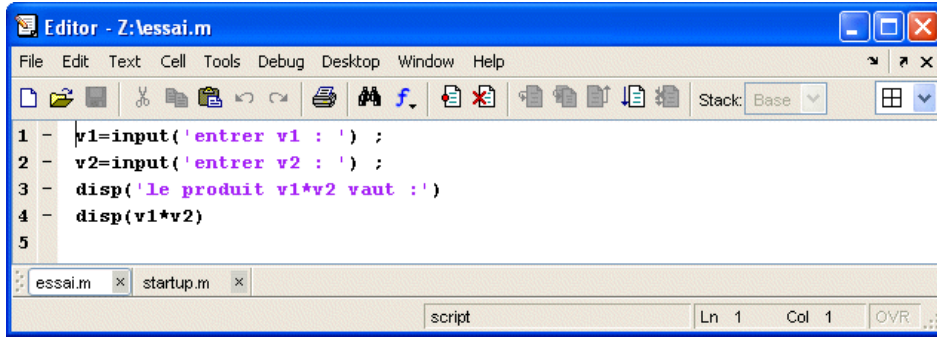 Editor - Z:\essai.m
File Edit Text Cell Tools Debug Desktop Window Help
Stack: Base
1 - v1=input('entrer v1 : ') ;
2 - v2=input('entrer v2 : ') ;
3 - disp('le produit v1*v2 vaut :')
4 - disp(v1*v2)
5
essai.m × startup.m ×
script Ln 1 Col 1 OVR